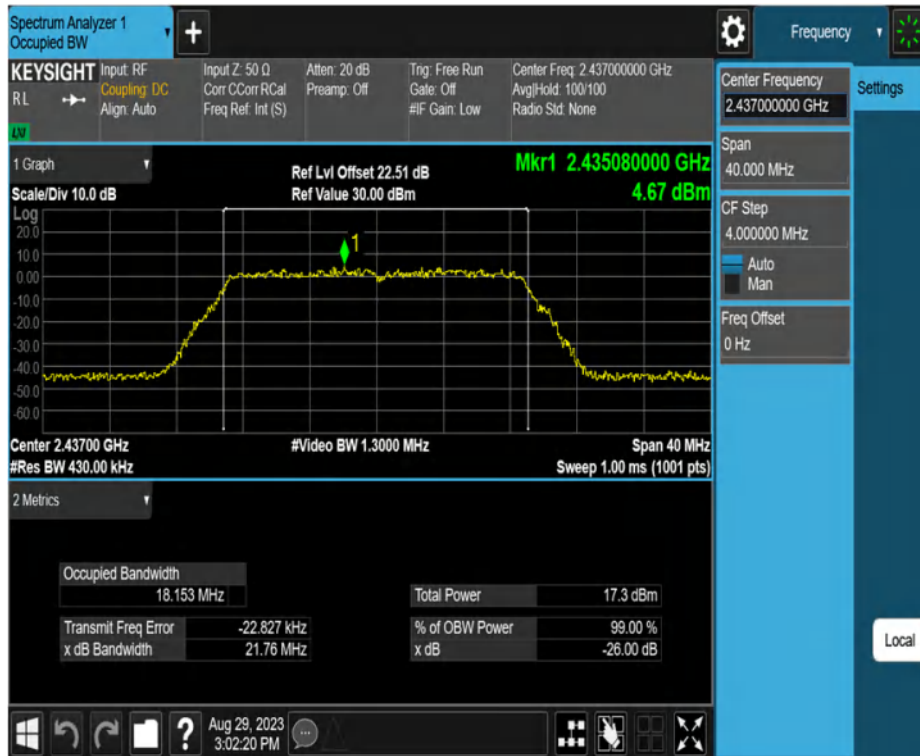 Spectrum Analyzer 1
Occupied BW
+
Frequency
KEYSIGHT
RL
LXI
Input: RF
Coupling: DC
Align: Auto
Input Z: 50 Ω
Corr CCorr RCal
Freq Ref: Int (S)
Atten: 20 dB
Preamp: Off
Trig: Free Run
Gate: Off
#IF Gain: Low
Center Freq: 2.437000000 GHz
Avg|Hold: 100/100
Radio Std: None
Center Frequency
2.437000000 GHz
Settings
Span
40.000 MHz
CF Step
4.000000 MHz
Auto
Man
Freq Offset
0 Hz
Local
1 Graph
Scale/Div 10.0 dB
Ref Lvl Offset 22.51 dB
Ref Value 30.00 dBm
Mkr1 2.435080000 GHz
4.67 dBm
Log
20.0
10.0
0.00
-10.0
-20.0
-30.0
-40.0
-50.0
-60.0
1
Center 2.43700 GHz
#Video BW 1.3000 MHz
Span 40 MHz
#Res BW 430.00 kHz
Sweep 1.00 ms (1001 pts)
2 Metrics
Occupied Bandwidth
18.153 MHz
Total Power 17.3 dBm
Transmit Freq Error -22.827 kHz
% of OBW Power 99.00 %
x dB Bandwidth 21.76 MHz
x dB -26.00 dB
?
Aug 29, 2023
3:02:20 PM